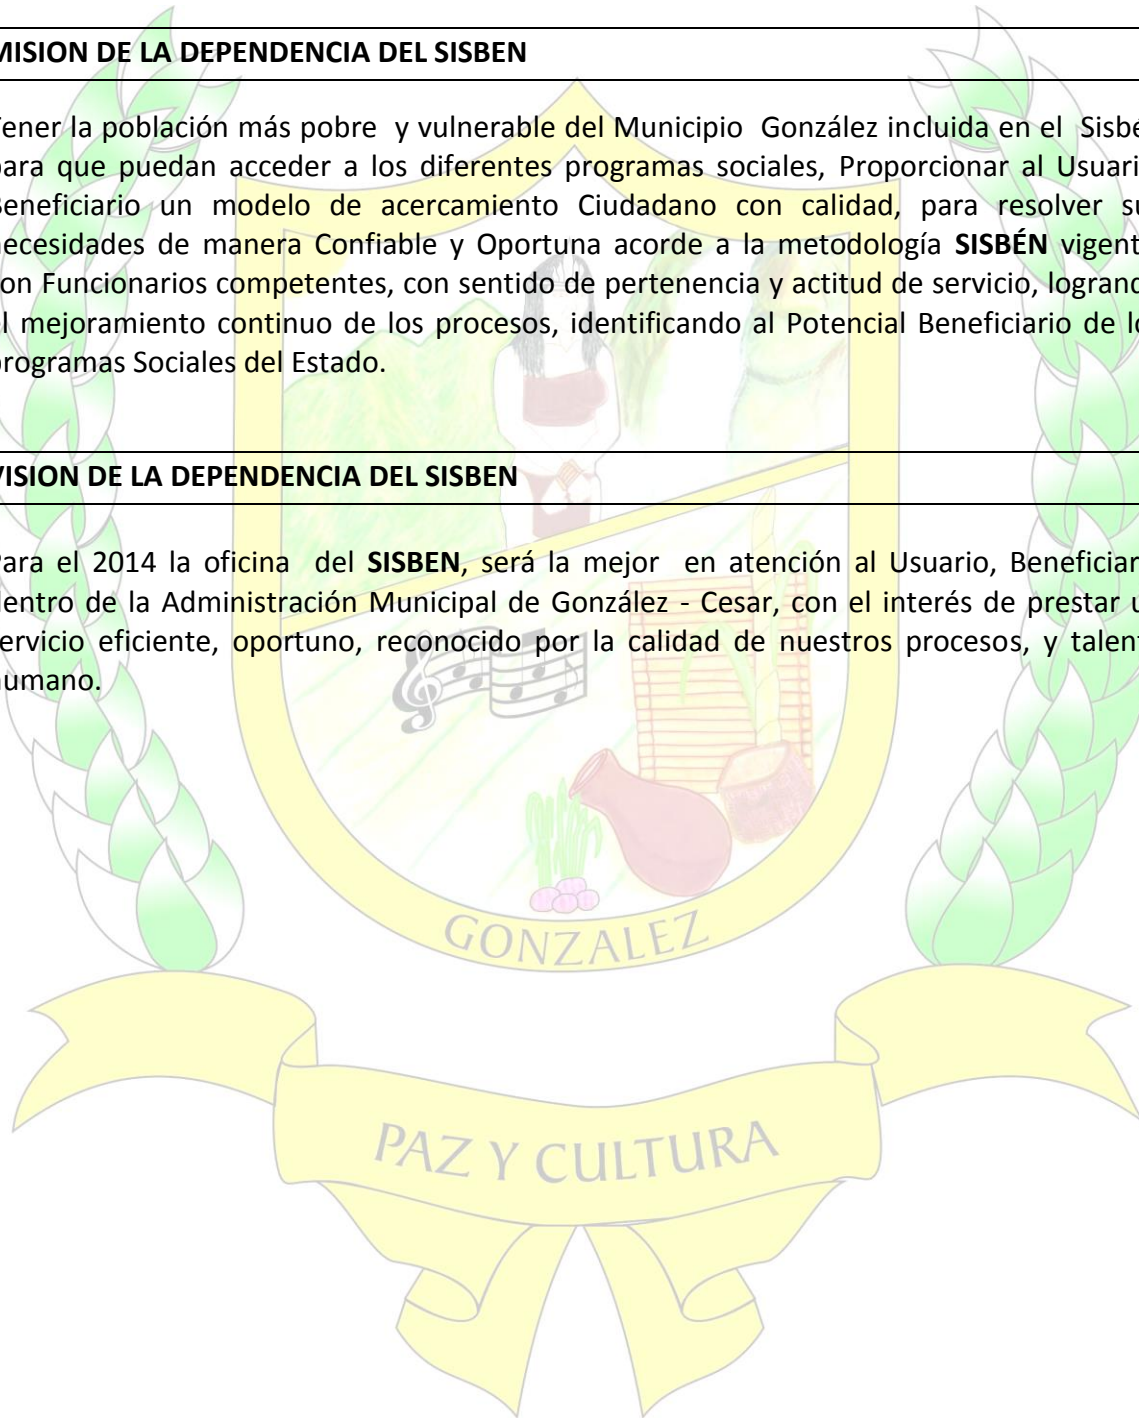 MISION DE LA DEPENDENCIA DEL SISBEN
Tener la población más pobre y vulnerable del Municipio González incluida en el Sisbé
para que puedan acceder a los diferentes programas sociales, Proporcionar al Usuari
Beneficiario un modelo de acercamiento Ciudadano con calidad, para resolver su
necesidades de manera Confiable y Oportuna acorde a la metodología SISBÉN vigent
con Funcionarios competentes, con sentido de pertenencia y actitud de servicio, logrand
el mejoramiento continuo de los procesos, identificando al Potencial Beneficiario de lo
programas Sociales del Estado.
VISION DE LA DEPENDENCIA DEL SISBEN
Para el 2014 la oficina del SISBEN, será la mejor en atención al Usuario, Beneficiar
dentro de la Administración Municipal de González - Cesar, con el interés de prestar u
servicio eficiente, oportuno, reconocido por la calidad de nuestros procesos, y talent
humano.
GONZALEZ
PAZ Y CULTURA